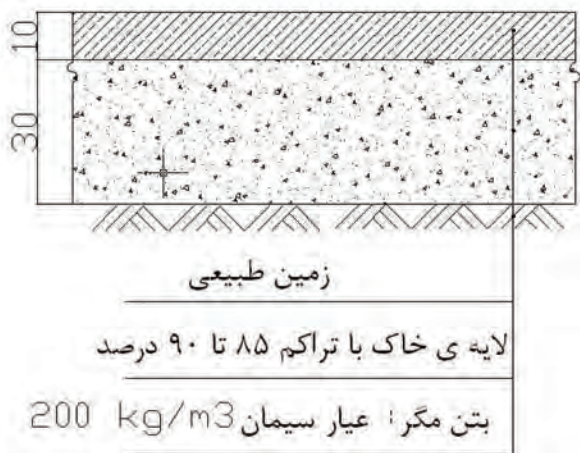 10
30
زمین طبیعی
لایه ی خاک با تراکم ۸۵ تا ۹۰ درصد
بتن مگر: عیار سیمان 200 kg/m3